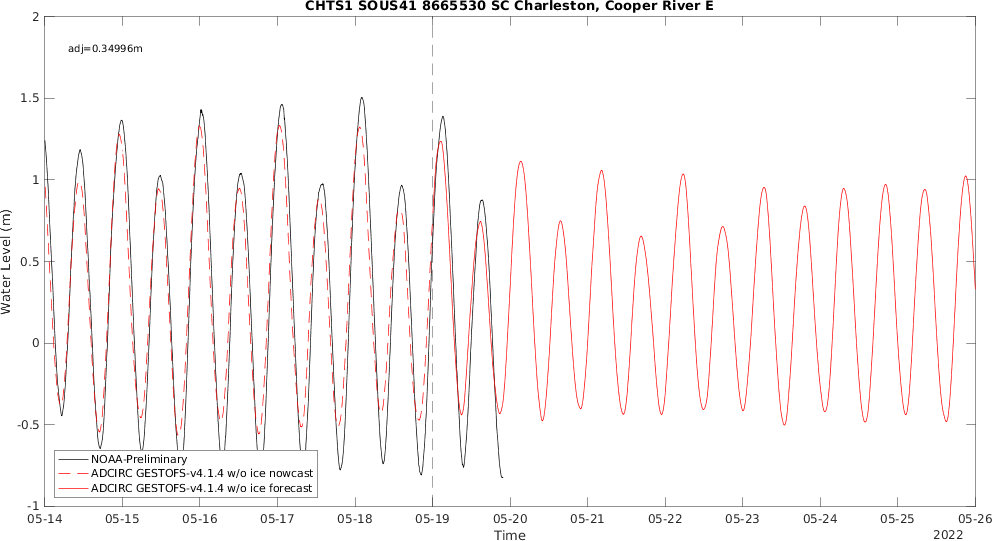 CHTS1 SOUS41 8665530 SC Charleston, Cooper River E
adj=0.34996m
Water Level (m)
2
1.5
1
0.5
0
-0.5
-1
NOAA-Preliminary
ADCIRC GESTOFS-v4.1.4 w/o ice nowcast
ADCIRC GESTOFS-v4.1.4 w/o ice forecast
05-14 05-15 05-16 05-17 05-18 05-19 05-20 05-21 05-22 05-23 05-24 05-25 05-26
Time
2022